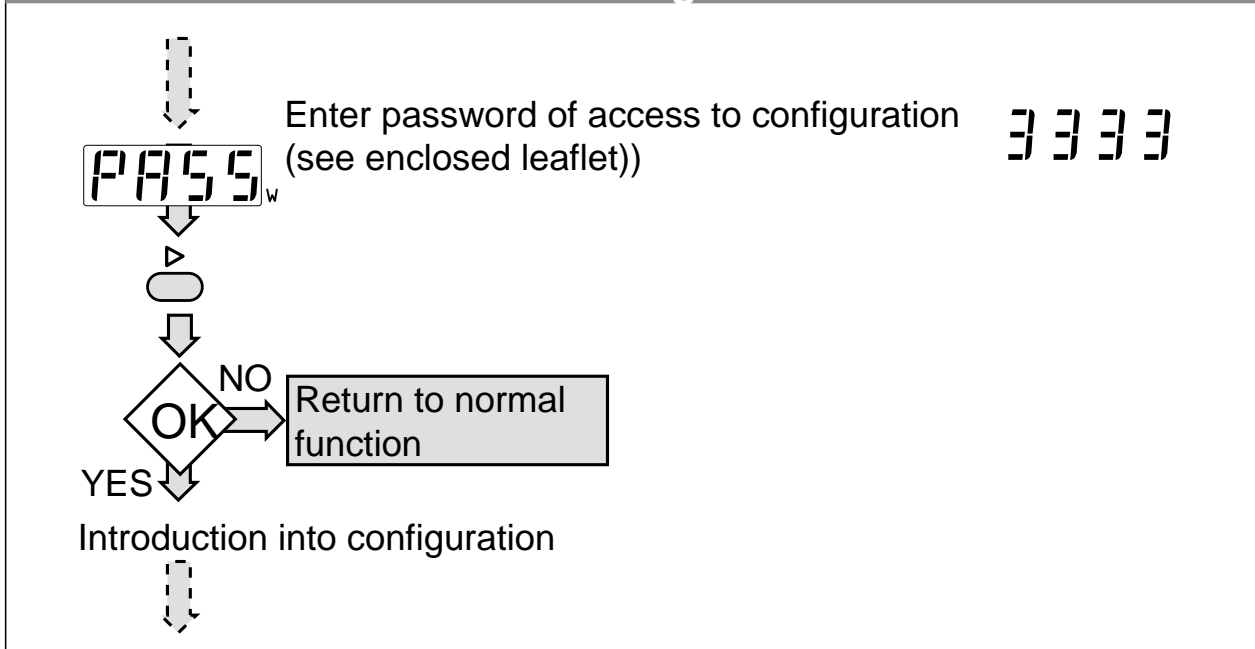 Enter password of access to configuration
(see enclosed leaflet))
3333
PASS
W
NO
OK
Return to normal
function
YES
Introduction into configuration